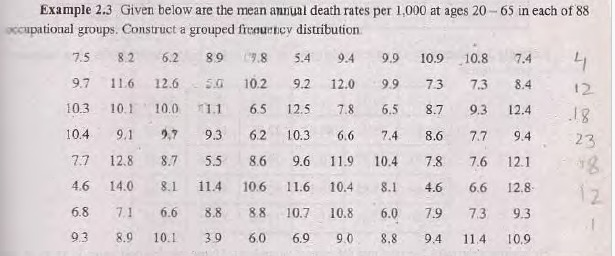 Example 2.3 Given below are the mean annual death rates per 1,000 at ages 20 – 65 in each of 88
occupational groups. Construct a grouped frequency distribution.
7.5 8.2 6.2 8.9 7.8 5.4 9.4 9.9 10.9 10.8 7.4 4
9.7 11.6 12.6 5.0 10.2 9.2 12.0 9.9 7.3 7.3 8.4 12
10.3 10.1 10.0 11.1 6.5 12.5 7.8 6.5 8.7 9.3 12.4 18
10.4 9.1 9.7 9.3 6.2 10.3 6.6 7.4 8.6 7.7 9.4 23
7.7 12.8 8.7 5.5 8.6 9.6 11.9 10.4 7.8 7.6 12.1 18
4.6 14.0 8.1 11.4 10.6 11.6 10.4 8.1 4.6 6.6 12.8 12
6.8 7.1 6.6 8.8 8.8 10.7 10.8 6.0 7.9 7.3 9.3 1
9.3 8.9 10.1 3.9 6.0 6.9 9.0 8.8 9.4 11.4 10.9